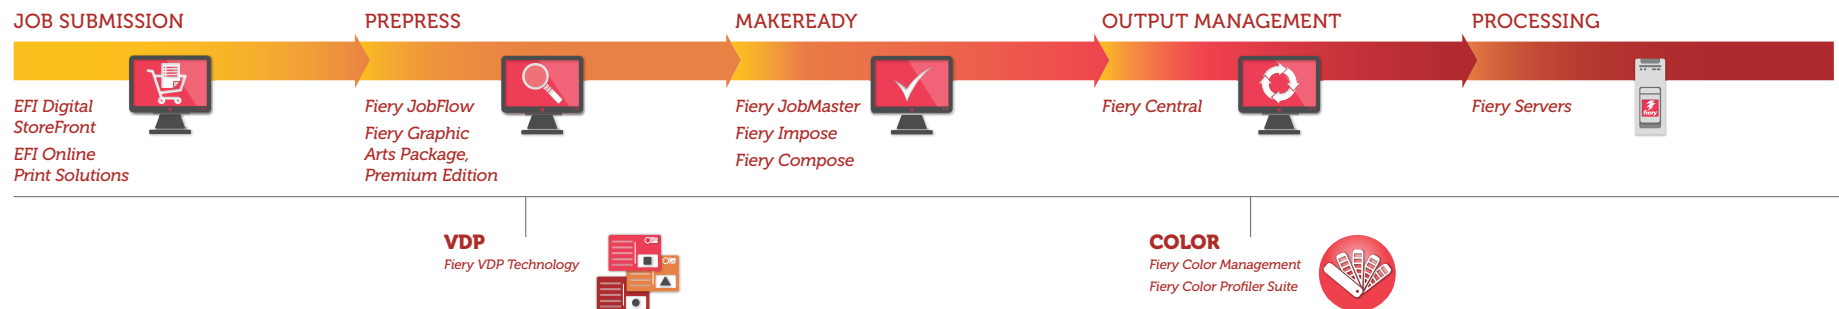 JOB SUBMISSION
PREPRESS
MAKEREADY
OUTPUT MANAGEMENT
PROCESSING
EFI Digital
StoreFront
EFI Online
Print Solutions
Fiery JobFlow
Fiery Graphic
Arts Package,
Premium Edition
Fiery JobMaster
Fiery Impose
Fiery Compose
Fiery Central
Fiery Servers
fiery
VDP
Fiery VDP Technology
COLOR
Fiery Color Management
Fiery Color Profiler Suite